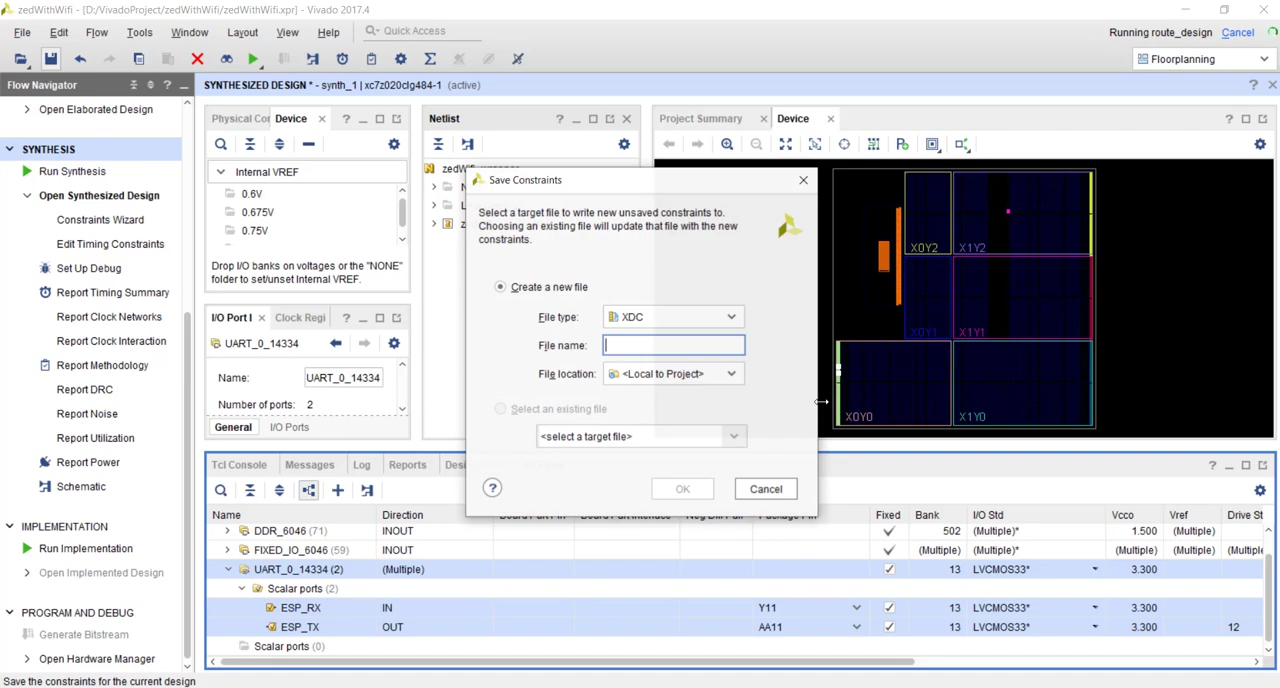 zedWithWifi - [D:/VivadoProject/zedWithWifi/zedWithWifi.xpr] - Vivado 2017.4
File Edit Flow Tools Window Layout View Help Quick Access
Running route_design Cancel
Floorplanning
Flow Navigator
SYNTHESIZED DESIGN * - synth_1 | xc7z020clg484-1 (active)
Open Elaborated Design
SYNTHESIS
Run Synthesis
Open Synthesized Design
Constraints Wizard
Edit Timing Constraints
Set Up Debug
Report Timing Summary
Report Clock Networks
Report Clock Interaction
Report Methodology
Report DRC
Report Noise
Report Utilization
Report Power
Schematic
IMPLEMENTATION
Run Implementation
Open Implemented Design
PROGRAM AND DEBUG
Generate Bitstream
Open Hardware Manager
Physical Cor Device
Internal VREF
0.6V
0.675V
0.75V
Drop I/O banks on voltages or the "NONE"
folder to set/unset Internal VREF.
I/O Port I Clock Regi
UART_0_14334
Name: UART_0_14334
Number of ports: 2
General I/O Ports
Netlist
Project Summary Device
X0Y2 X1Y2
X0Y1 X1Y1
X0Y0 X1Y0
Save Constraints
Select a target file to write new unsaved constraints to.
Choosing an existing file will update that file with the new
constraints.
Create a new file
File type: XDC
File name:
File location: <Local to Project>
Select an existing file
<select a target file>
OK Cancel
Tcl Console Messages Log Reports
Name Direction Fixed Bank I/O Std Vcco Vref Drive St
DDR_6046 (71) INOUT 502 (Multiple)* 1.500 (Multiple)
FIXED_IO_6046 (59) INOUT (Multiple) (Multiple)* (Multiple) (Multiple)
UART_0_14334 (2) (Multiple) 13 LVCMOS33* 3.300
Scalar ports (2)
ESP_RX IN Y11 13 LVCMOS33* 3.300
ESP_TX OUT AA11 13 LVCMOS33* 3.300 12
Scalar ports (0)
Save the constraints for the current design